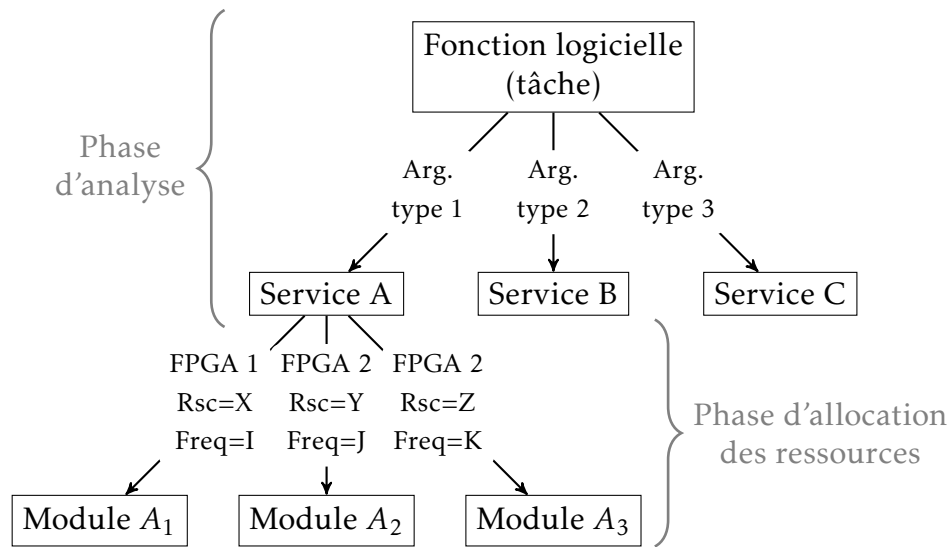 Fonction logicielle
(tâche)
Phase
d'analyse
Arg.
type 1
Arg.
type 2
Arg.
type 3
Service A
Service B
Service C
FPGA 1
Rsc=X
Freq=I
FPGA 2
Rsc=Y
Freq=J
FPGA 2
Rsc=Z
Freq=K
Phase d'allocation
des ressources
Module A₁
Module A₂
Module A₃